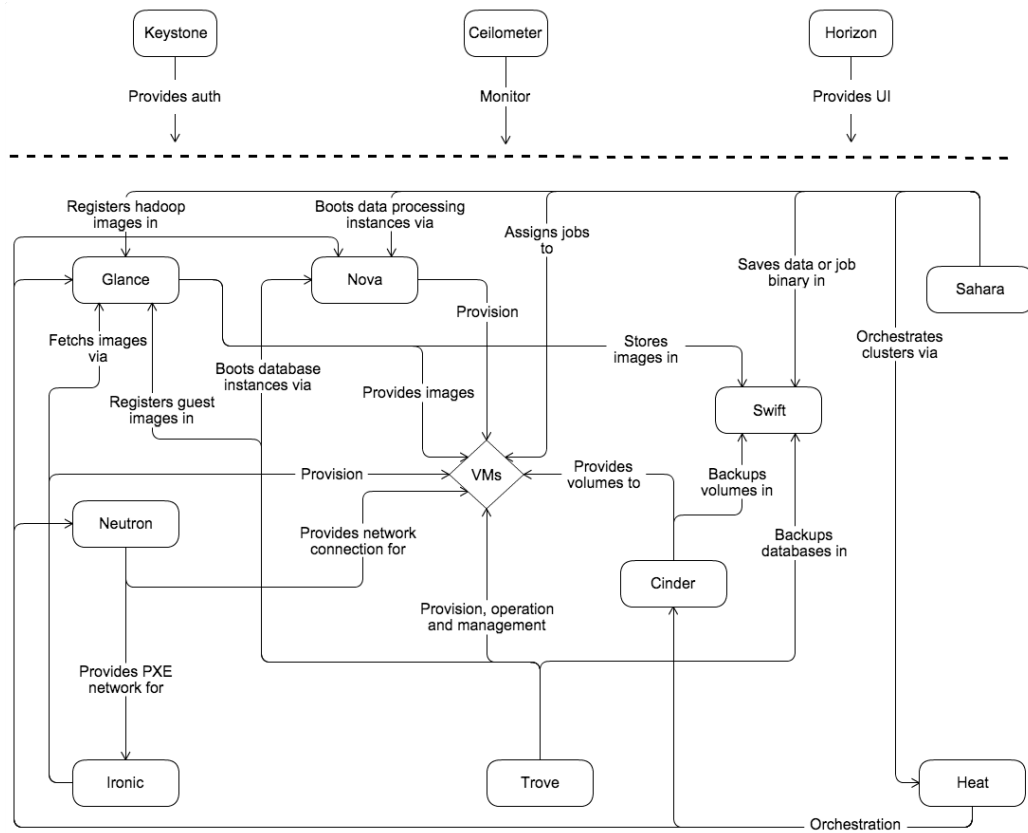 Keystone
Ceilometer
Horizon
Provides auth
Monitor
Provides UI
Registers hadoop
images in
Boots data processing
instances via
Assigns jobs
to
Saves data or job
binary in
Glance
Nova
Sahara
Provision
Fetchs images
via
Boots database
instances via
Stores
images in
Orchestrates
clusters via
Registers guest
images in
Provides images
Swift
Provision
VMs
Provides
volumes to
Backups
volumes in
Neutron
Provides network
connection for
Backups
databases in
Cinder
Provision, operation
and management
Provides PXE
network for
Ironic
Trove
Heat
Orchestration